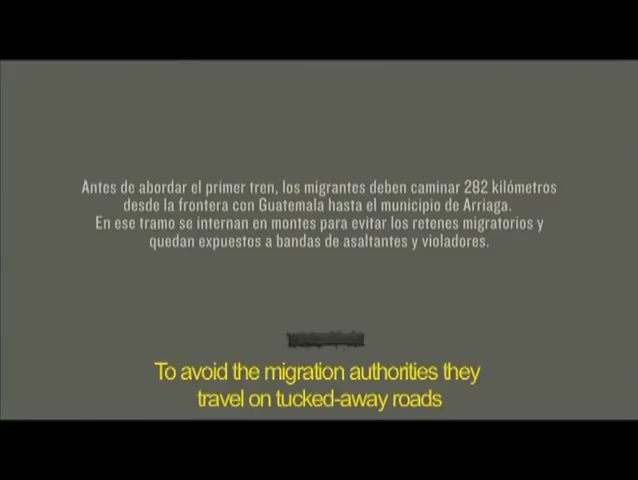 Antes de abordar el primer tren, los migrantes deben caminar 282 kilómetros
desde la frontera con Guatemala hasta el municipio de Arriaga.
En ese tramo se internan en montes para evitar los retenes migratorios y
quedan expuestos a bandas de asaltantes y violadores.
To avoid the migration authorities they
travel on tucked-away roads